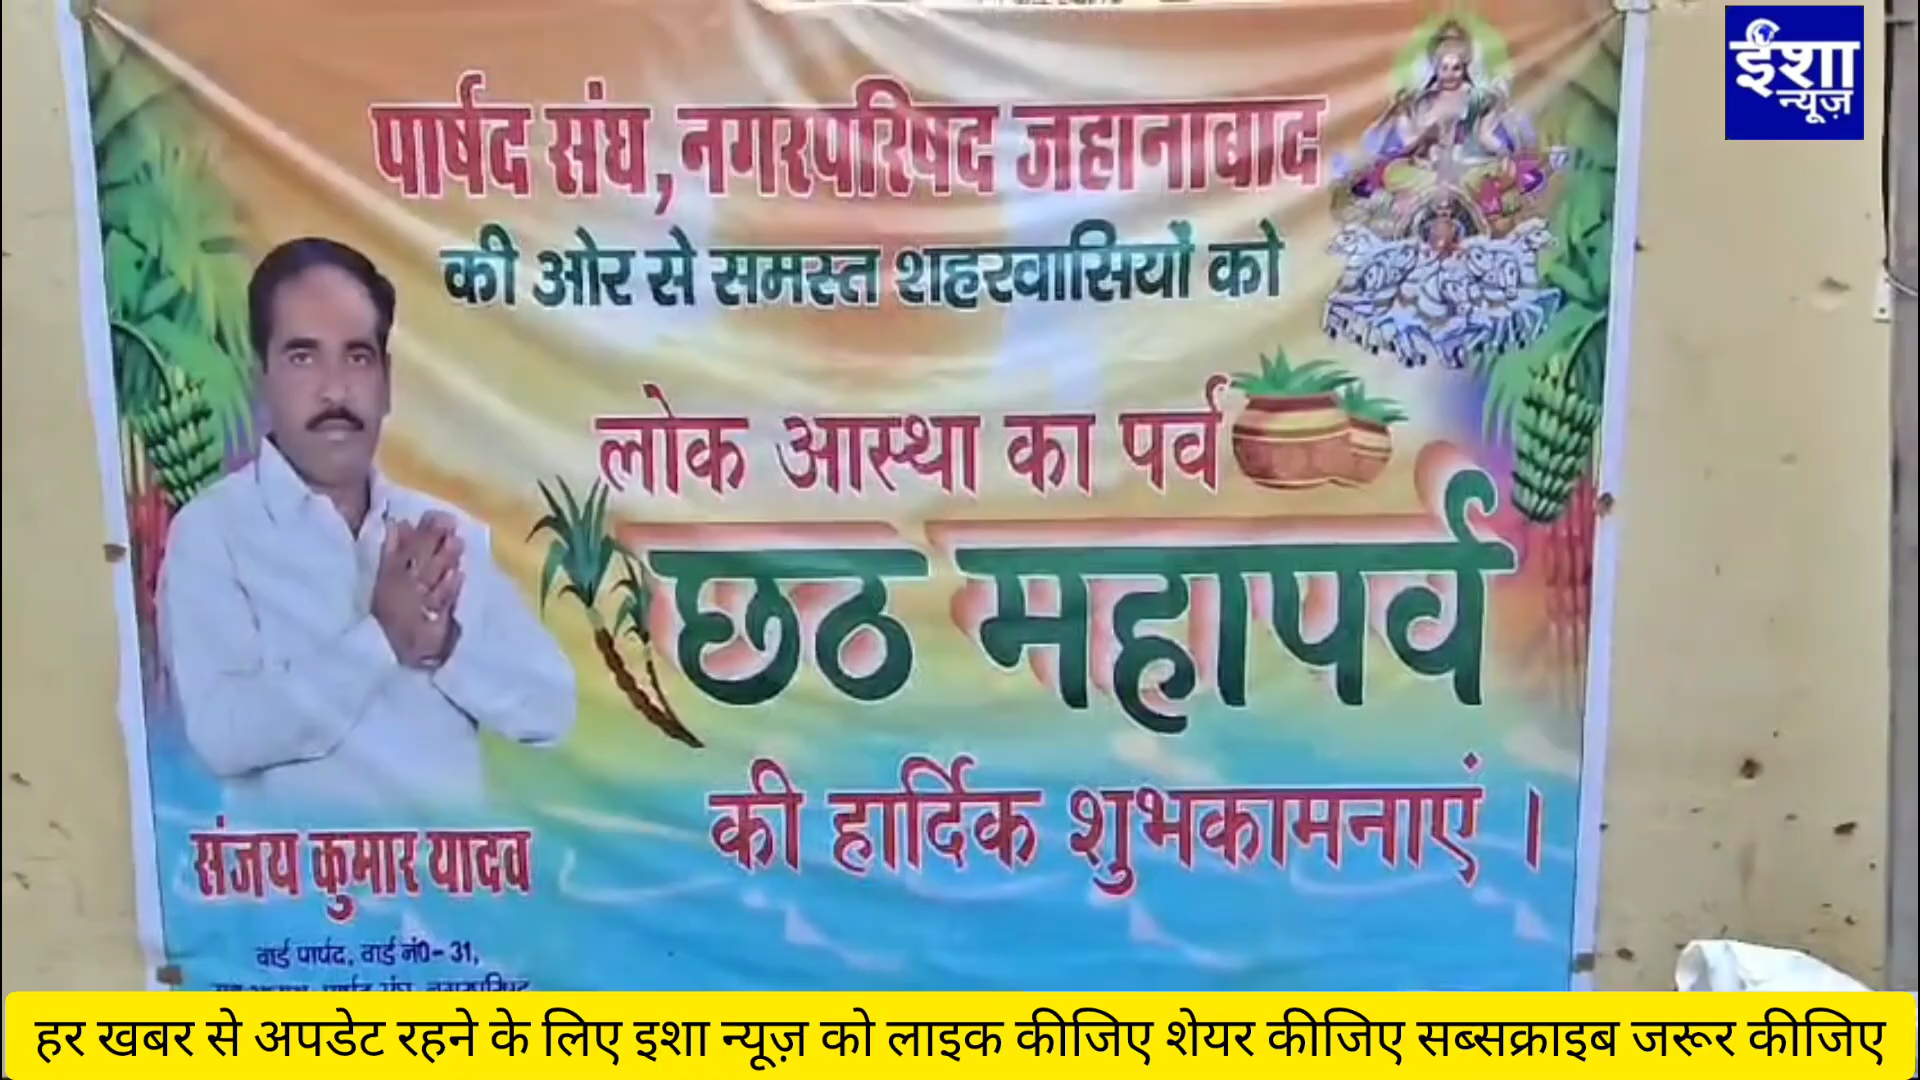 ईशा
न्यूज़
पार्षद संघ, नगरपरिषद जहानाबाद
की ओर से समस्त शहरवासियों को
लोक आस्था का पर्व
छठ महापर्व
की हार्दिक शुभकामनाएं ।
संजय कुमार यादव
वार्ड पार्षद, वार्ड नं0- 31,
हर खबर से अपडेट रहने के लिए इशा न्यूज़ को लाइक कीजिए शेयर कीजिए सब्सक्राइब जरूर कीजिए